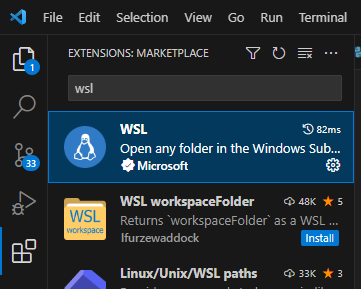 File Edit Selection View Go Run Terminal
EXTENSIONS: MARKETPLACE
1
wsl
WSL 82ms
Open any folder in the Windows Sub...
Microsoft
33
WSL workspaceFolder 48K 5
Returns `workspaceFolder` as a WSL ...
lfurzewaddock Install
WSL
workspace
Linux/Unix/WSL paths 33K 3